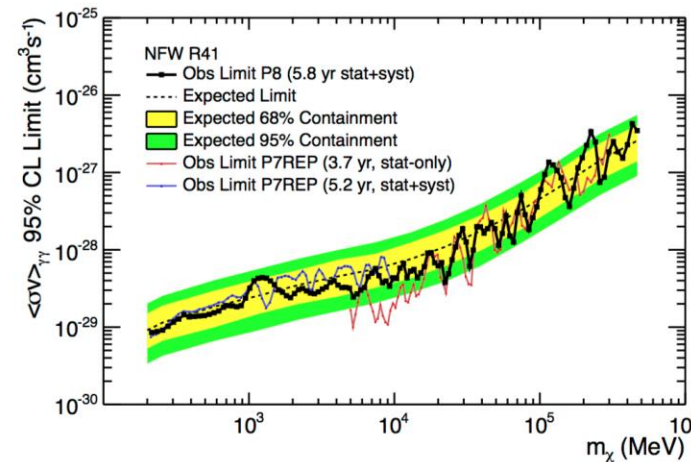 10-25
10-26
10-27
10-28
10-29
10-30
<σv>γγ 95% CL Limit (cm3s-1)
NFW R41
Obs Limit P8 (5.8 yr stat+syst)
Expected Limit
Expected 68% Containment
Expected 95% Containment
Obs Limit P7REP (3.7 yr, stat-only)
Obs Limit P7REP (5.2 yr, stat+syst)
103 104 105 10
mχ (MeV)